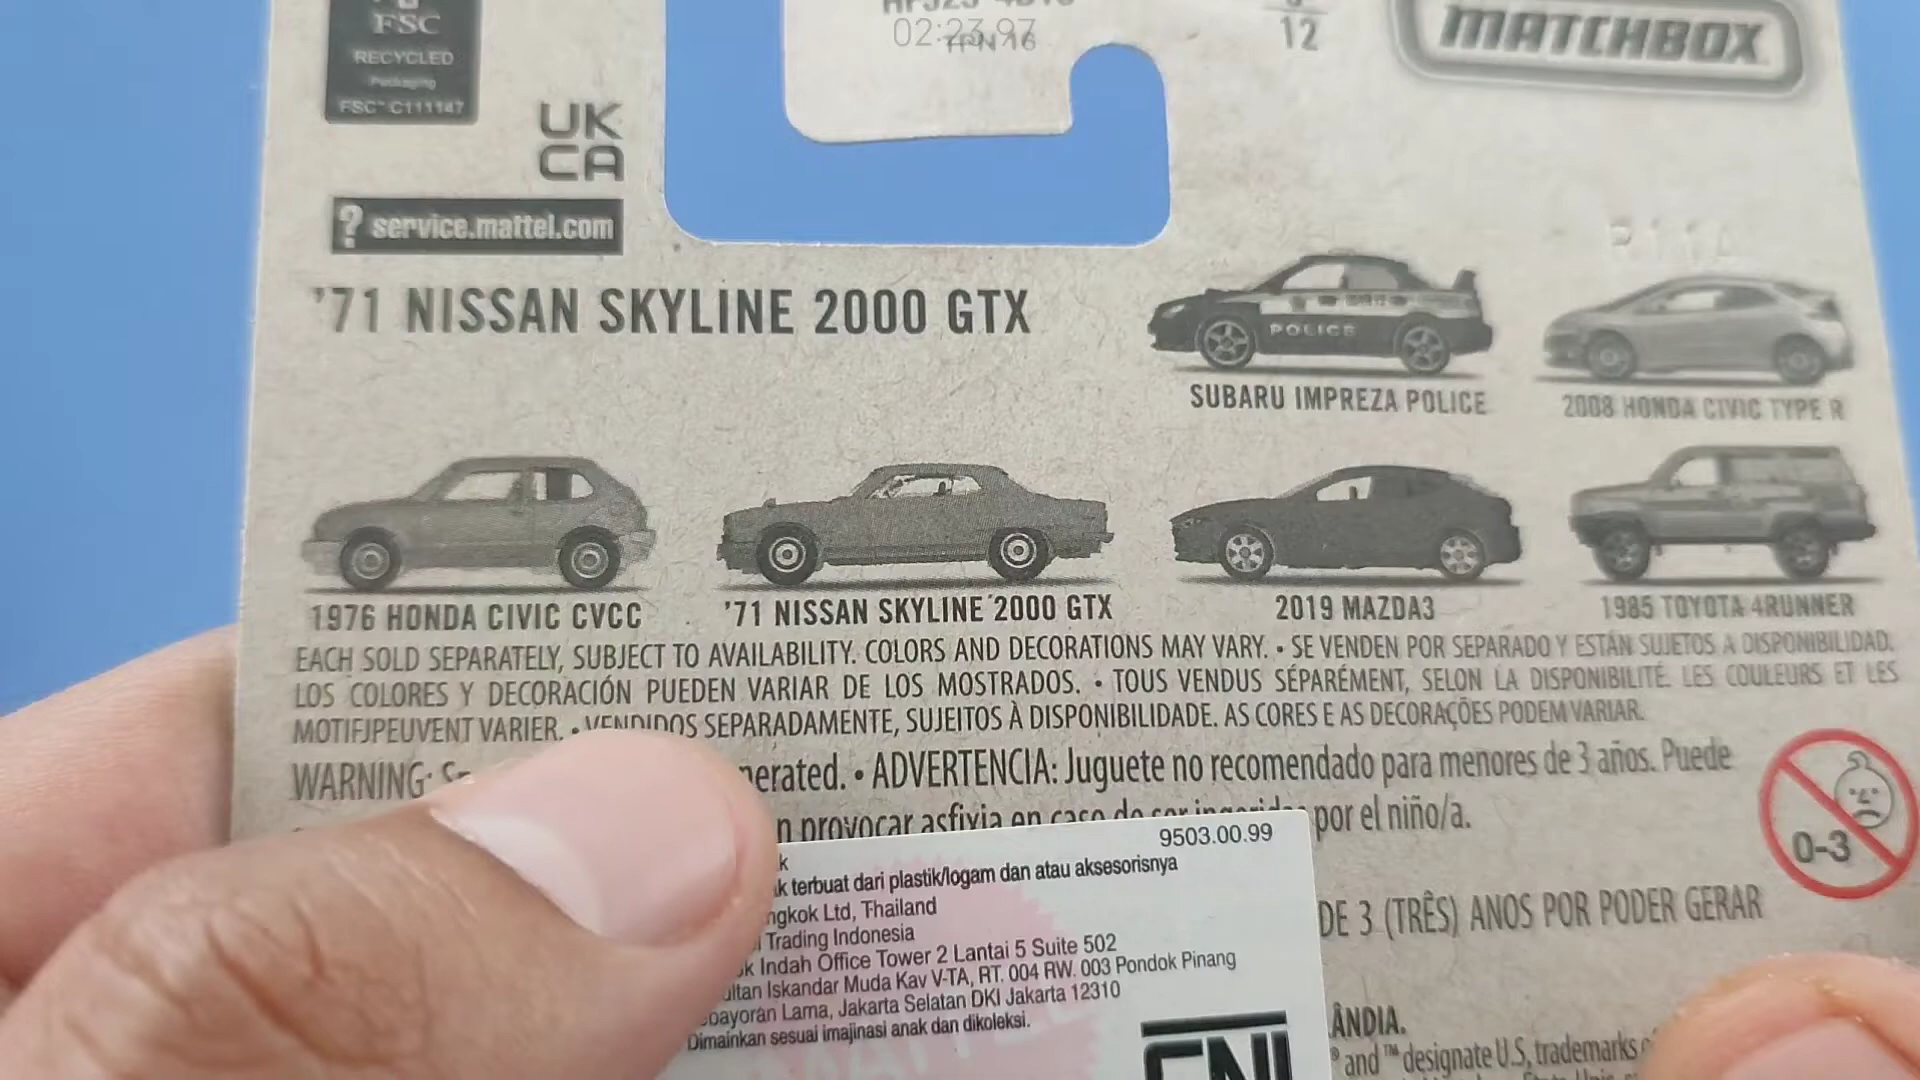 FSC
RECYCLED
Packaging
FSC® C111147
02:23.97
12
MATCHBOX
UK
CA
? service.mattel.com
'71 NISSAN SKYLINE 2000 GTX
POLICE
SUBARU IMPREZA POLICE
2008 HONDA CIVIC TYPE R
1976 HONDA CIVIC CVCC
'71 NISSAN SKYLINE 2000 GTX
2019 MAZDA3
1985 TOYOTA 4RUNNER
EACH SOLD SEPARATELY, SUBJECT TO AVAILABILITY. COLORS AND DECORATIONS MAY VARY. • SE VENDEN POR SEPARADO Y ESTÁN SUJETOS A DISPONIBILIDAD.
LOS COLORES Y DECORACIÓN PUEDEN VARIAR DE LOS MOSTRADOS. • TOUS VENDUS SÉPARÉMENT, SELON LA DISPONIBILITÉ. LES COULEURS ET LES
PEUVENT VARIER. • VENDIDOS SEPARADAMENTE, SUJEITOS À DISPONIBILIDADE. AS CORES E AS DECORAÇÕES PODEM VARIAR.
WARNING: nerated. • ADVERTENCIA: Juguete no recomendado para menores de 3 años. Puede
n provocar asfixia en caso de ser ingeridas por el niño/a.
0-3
9503.00.99
k
ak terbuat dari plastik/logam dan atau aksesorisnya
ngkok Ltd, Thailand
i Trading Indonesia
k Indah Office Tower 2 Lantai 5 Suite 502
ultan Iskandar Muda Kav V-TA, RT. 004 RW. 003 Pondok Pinang
bayoran Lama, Jakarta Selatan DKI Jakarta 12310
Dimainkan sesuai imajinasi anak dan dikoleksi.
DE 3 (TRÊS) ANOS POR PODER GERAR
ÂNDIA.
® and ™ designate U.S. trademarks